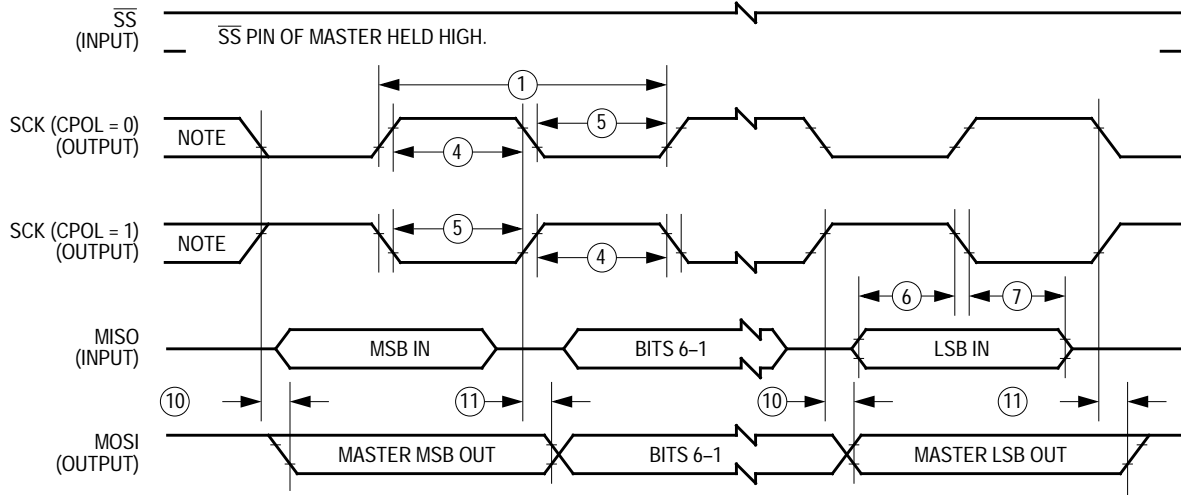 SS
(INPUT)
SS PIN OF MASTER HELD HIGH.
1
SCK (CPOL = 0)
(OUTPUT)
NOTE
4
5
SCK (CPOL = 1)
(OUTPUT)
NOTE
5
4
6
7
MISO
(INPUT)
MSB IN
BITS 6–1
LSB IN
10
11
10
11
MOSI
(OUTPUT)
MASTER MSB OUT
BITS 6–1
MASTER LSB OUT